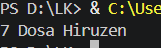 PS D:\LK> & C:\Use
7 Dosa Hiruzen